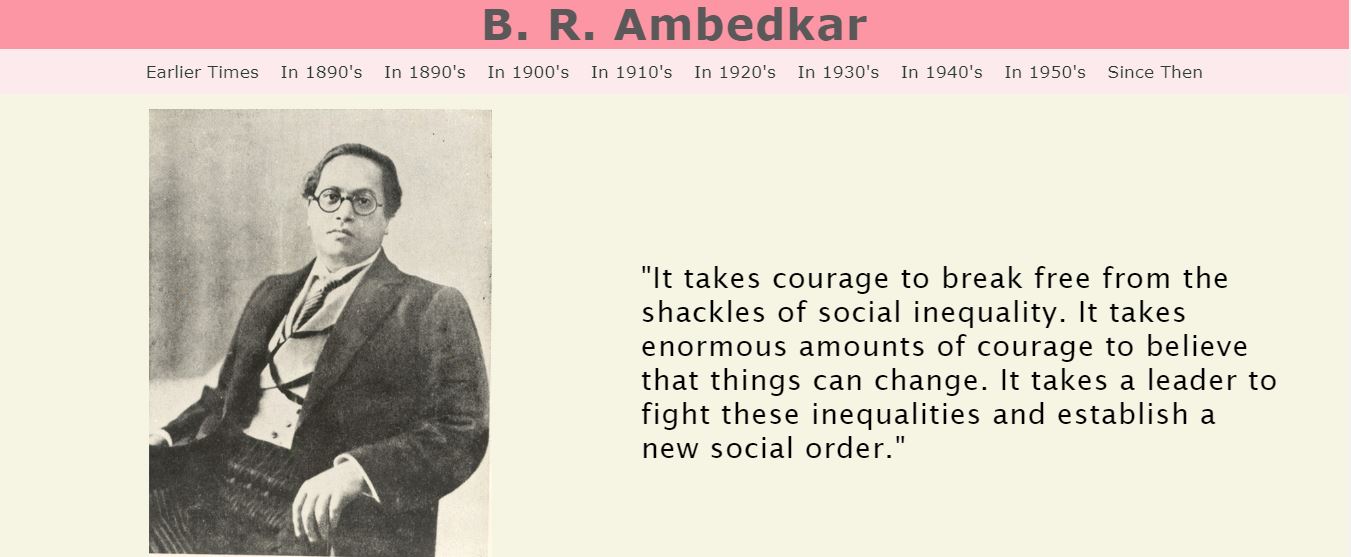 B. R. Ambedkar
Earlier Times In 1890's In 1890's In 1900's In 1910's In 1920's In 1930's In 1940's In 1950's Since Then
"It takes courage to break free from the
shackles of social inequality. It takes
enormous amounts of courage to believe
that things can change. It takes a leader to
fight these inequalities and establish a
new social order."